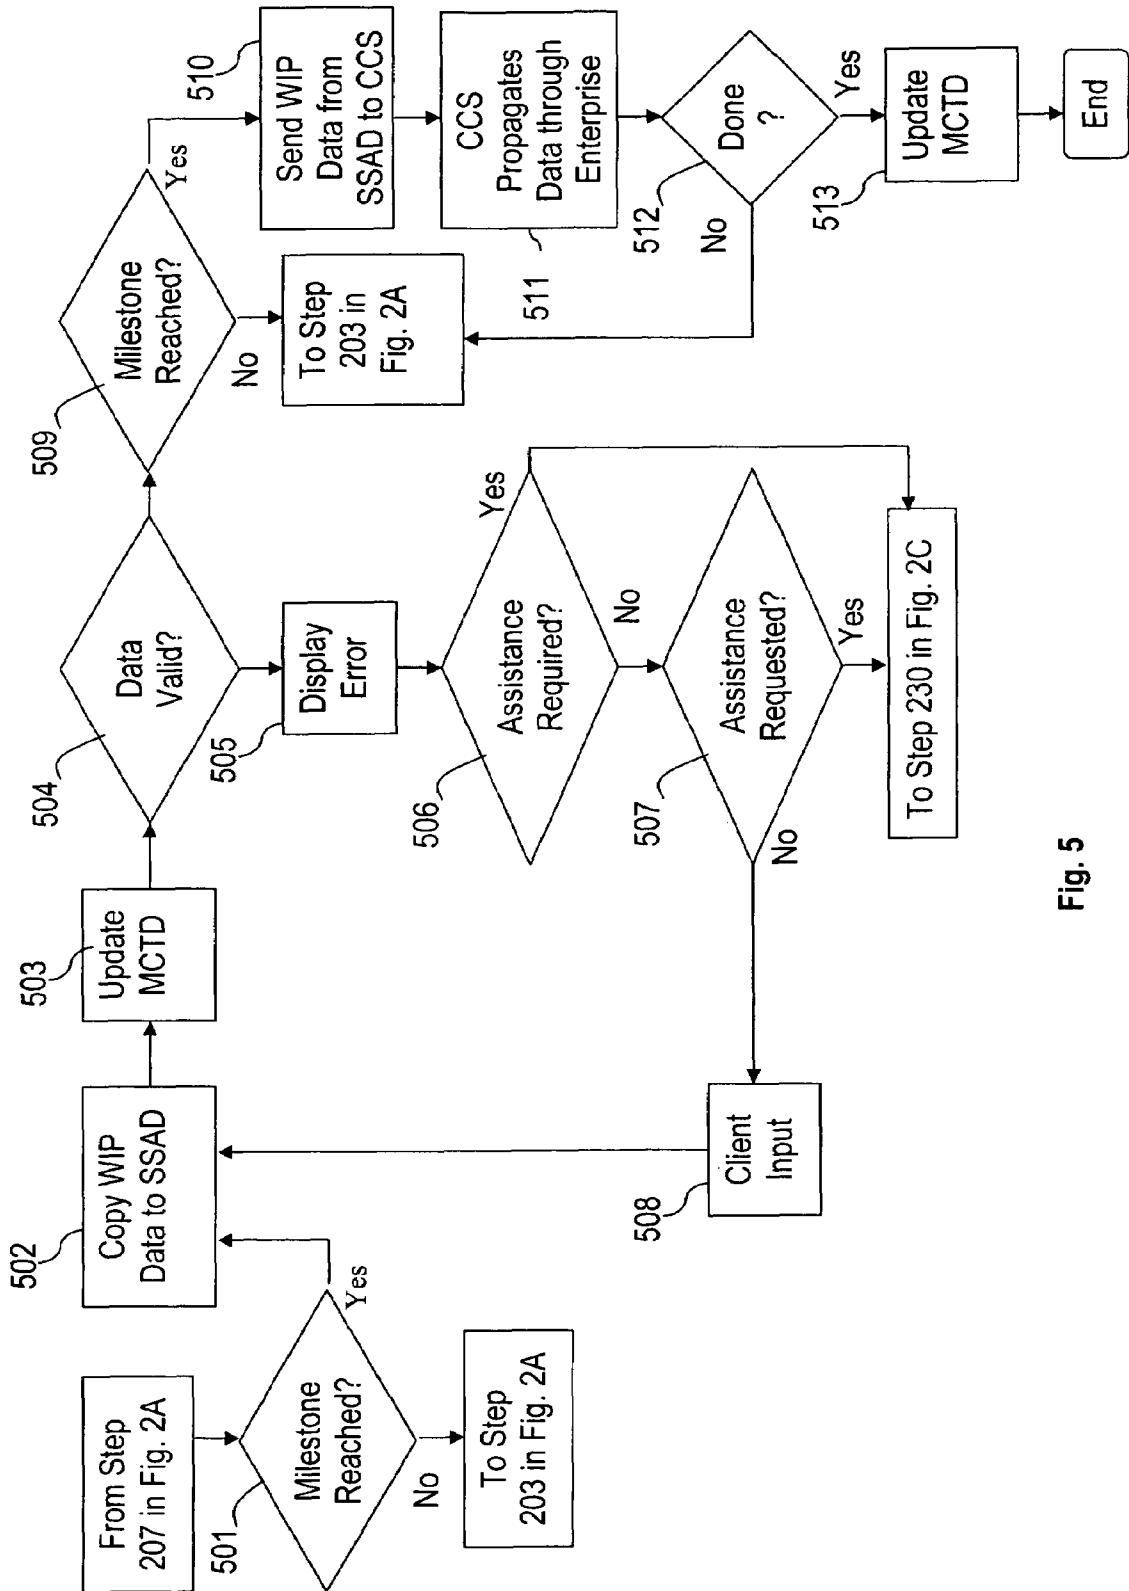 From Step
207 in Fig. 2A
501
Milestone
Reached?
Yes
No
To Step
203 in Fig. 2A
502
Copy WIP
Data to SSAD
503
Update
MCTD
504
Data
Valid?
505
Display
Error
506
Assistance
Required?
Yes
No
507
Assistance
Requested?
No
Yes
508
Client
Input
To Step 230 in Fig. 2C
509
Milestone
Reached?
Yes
No
To Step
203 in
Fig. 2A
510
Send WIP
Data from
SSAD to CCS
511
CCS
Propagates
Data through
Enterprise
512
Done
?
No
Yes
513
Update
MCTD
End
Fig. 5